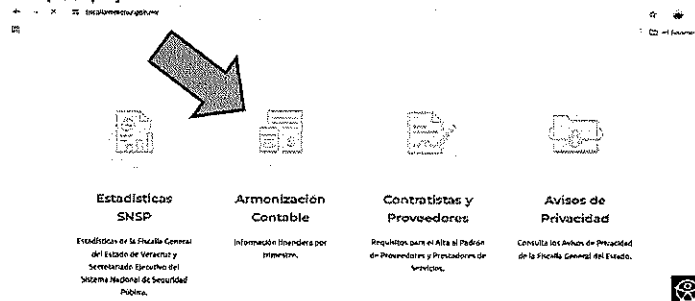 Estadísticas
SNSP
Estadísticas de la Fiscalía General
del Estado de Veracruz y
Secretariado Ejecutivo del
Sistema Nacional de Seguridad
Pública.
Armonización
Contable
Información financiera por
trimestre.
Contratistas y
Proveedores
Requisitos para el Alta al Padrón
de Proveedores y Prestadores de
Servicios.
Avisos de
Privacidad
Consulta los Avisos de Privacidad
de la Fiscalía General del Estado.